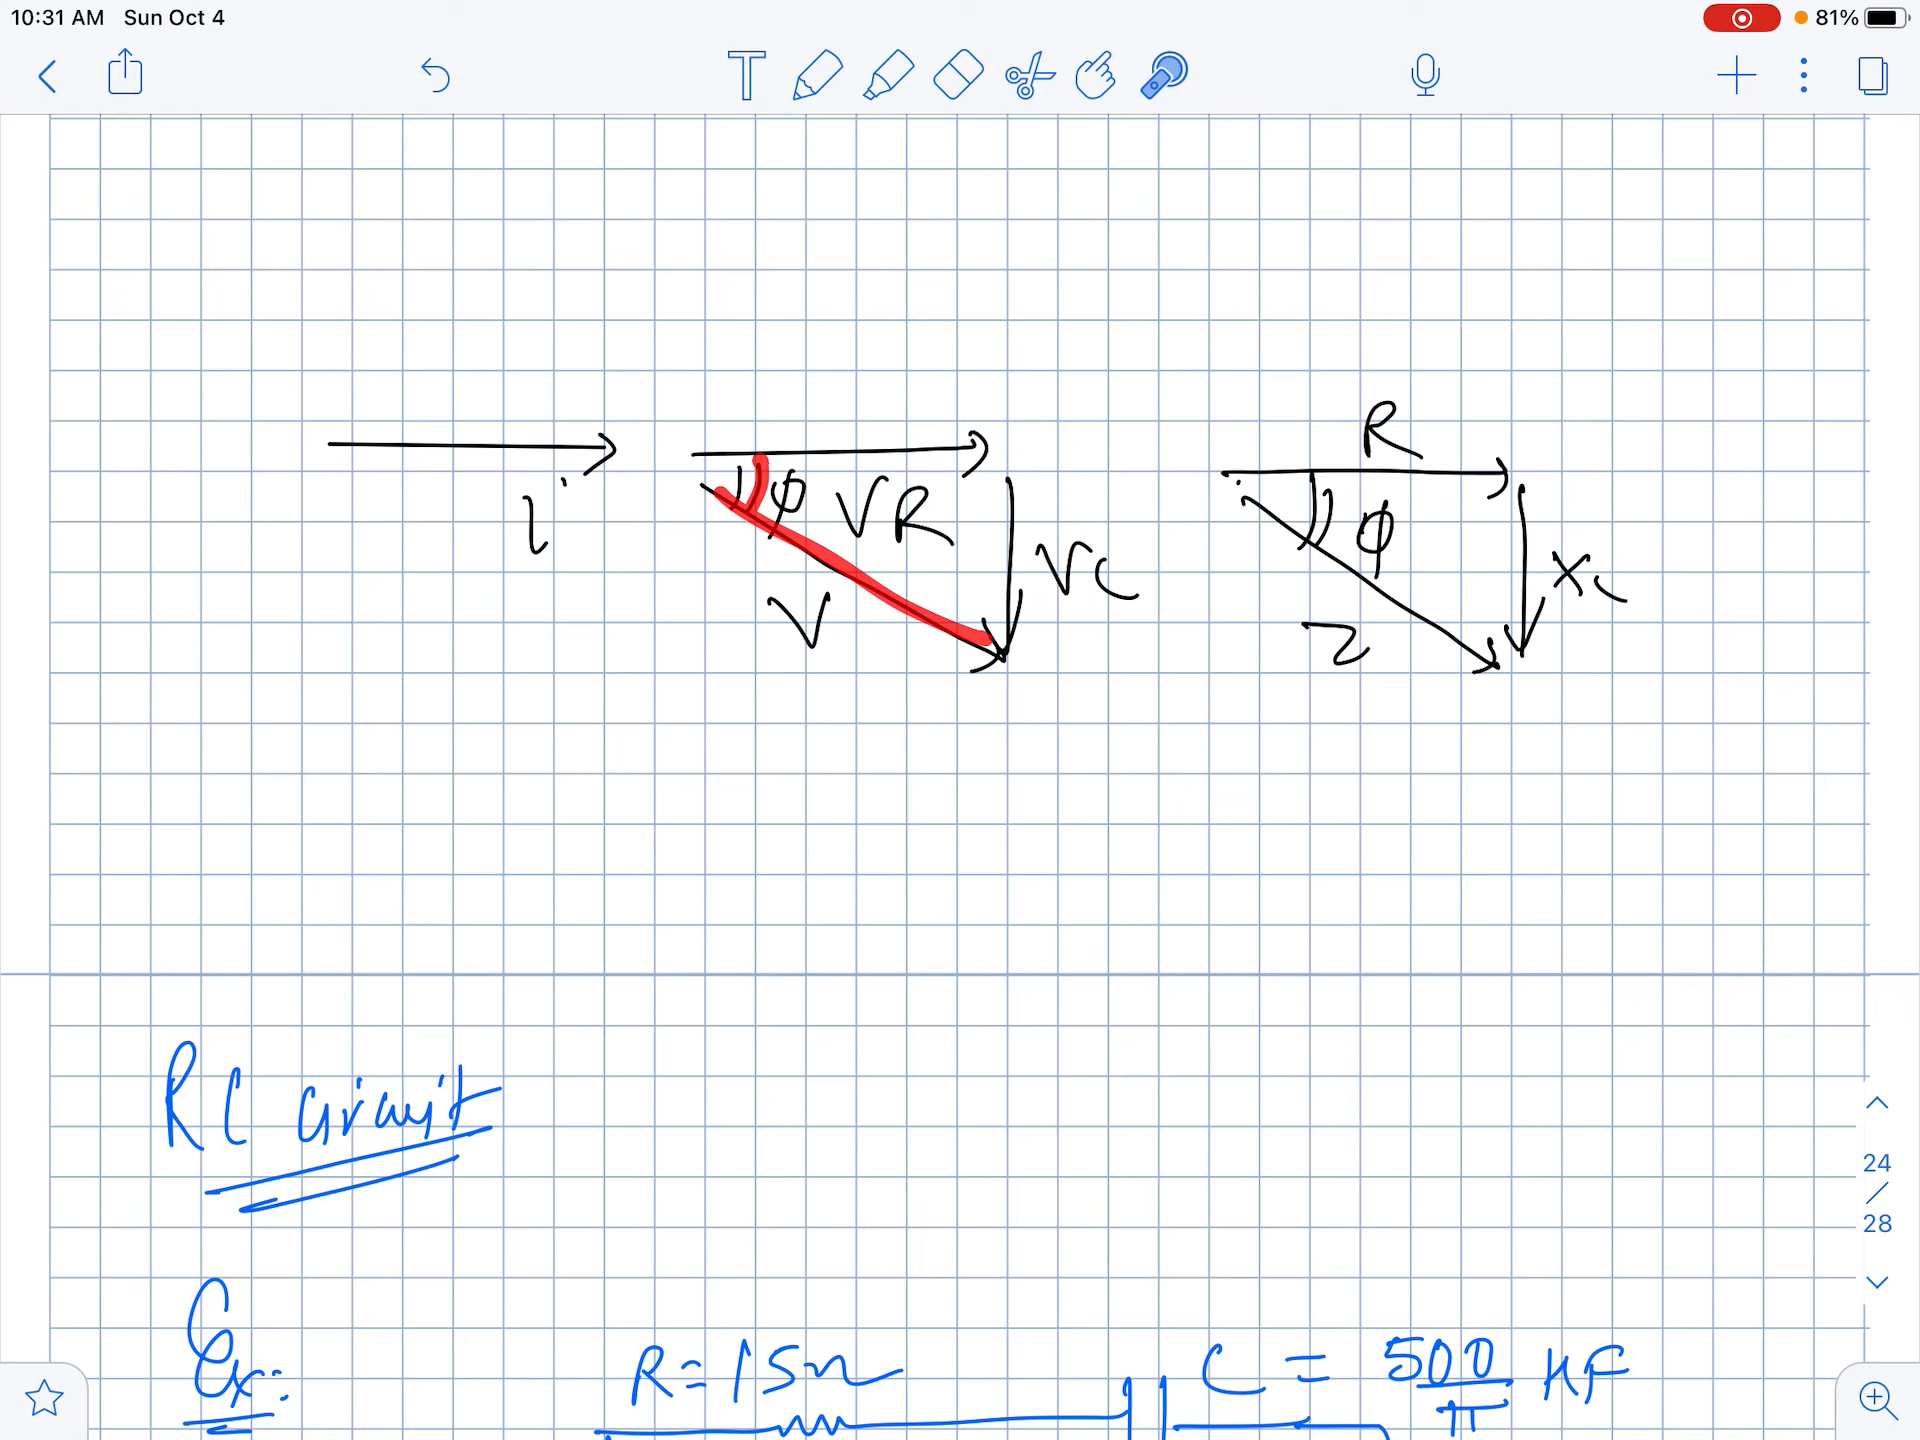 10:31 AM Sun Oct 4
81%
T
R
i
φ VR
VC
V
φ
Xc
Z
RC circuit
24
/
28
Ex:
R = 15Ω
C = 500/π μF